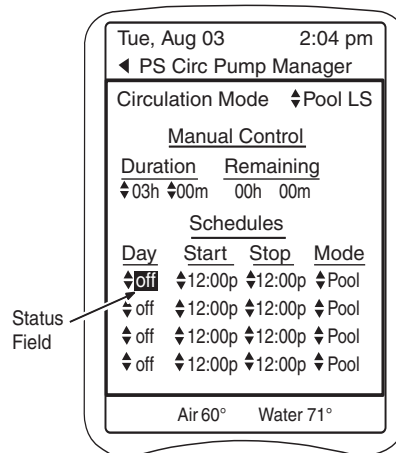 Tue, Aug 03 2:04 pm
◀ PS Circ Pump Manager
Circulation Mode ♦Pool LS
Manual Control
Duration Remaining
♦03h ♦00m 00h 00m
Schedules
Day Start Stop Mode
♦off ♦12:00p ♦12:00p ♦Pool
♦off ♦12:00p ♦12:00p ♦Pool
♦off ♦12:00p ♦12:00p ♦Pool
♦off ♦12:00p ♦12:00p ♦Pool
Status
Field
Air 60° Water 71°